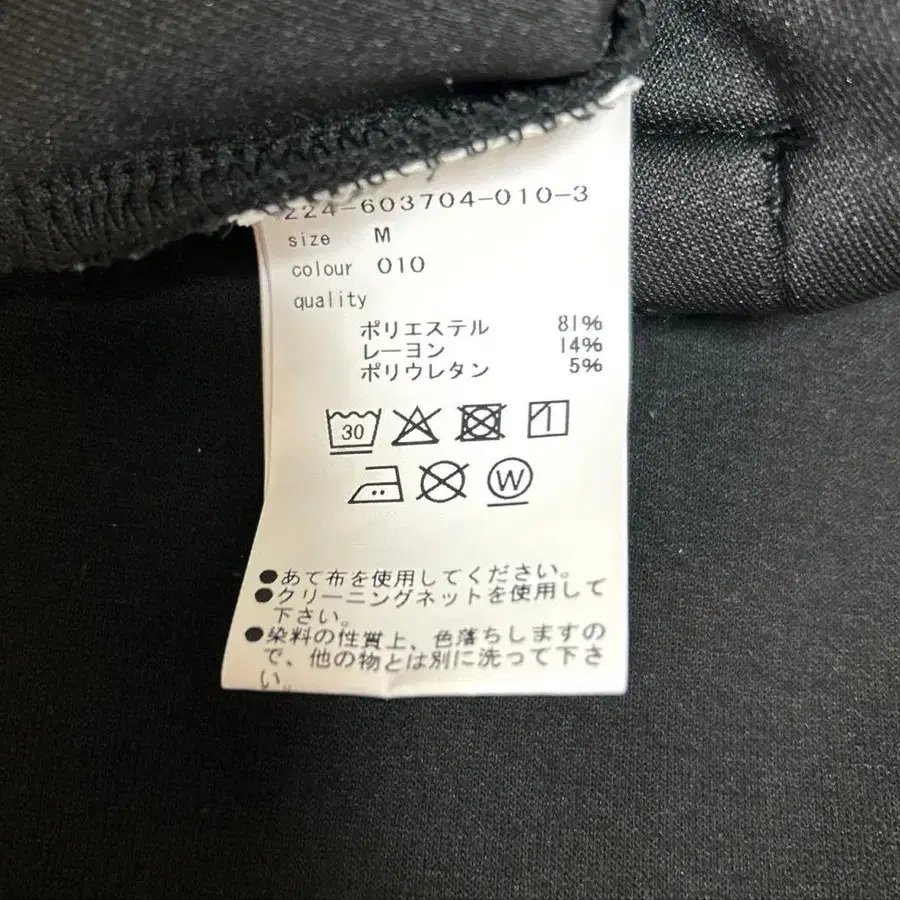 224-603704-010-3
size M
colour 010
quality
ポリエステル 81%
レーヨン 14%
ポリウレタン 5%
30
W
●あて布を使用してください。
●クリーニングネットを使用して
下さい。
●染料の性質上、色落ちしますの
で、他の物とは別に洗って下さ
い。